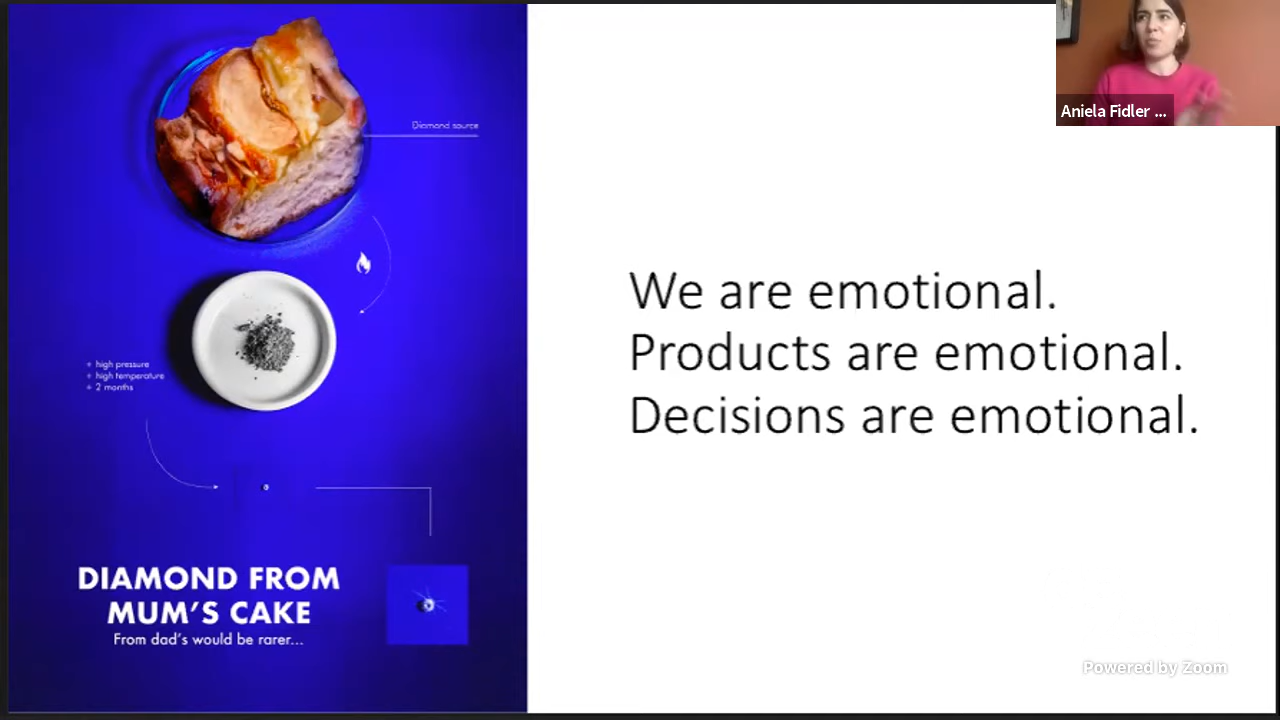 Diamond source
+ high pressure
+ high temperature
+ 2 months
DIAMOND FROM
MUM'S CAKE
From dad's would be rarer...
We are emotional.
Products are emotional.
Decisions are emotional.
Aniela Fidler ...
Powered by Zoom